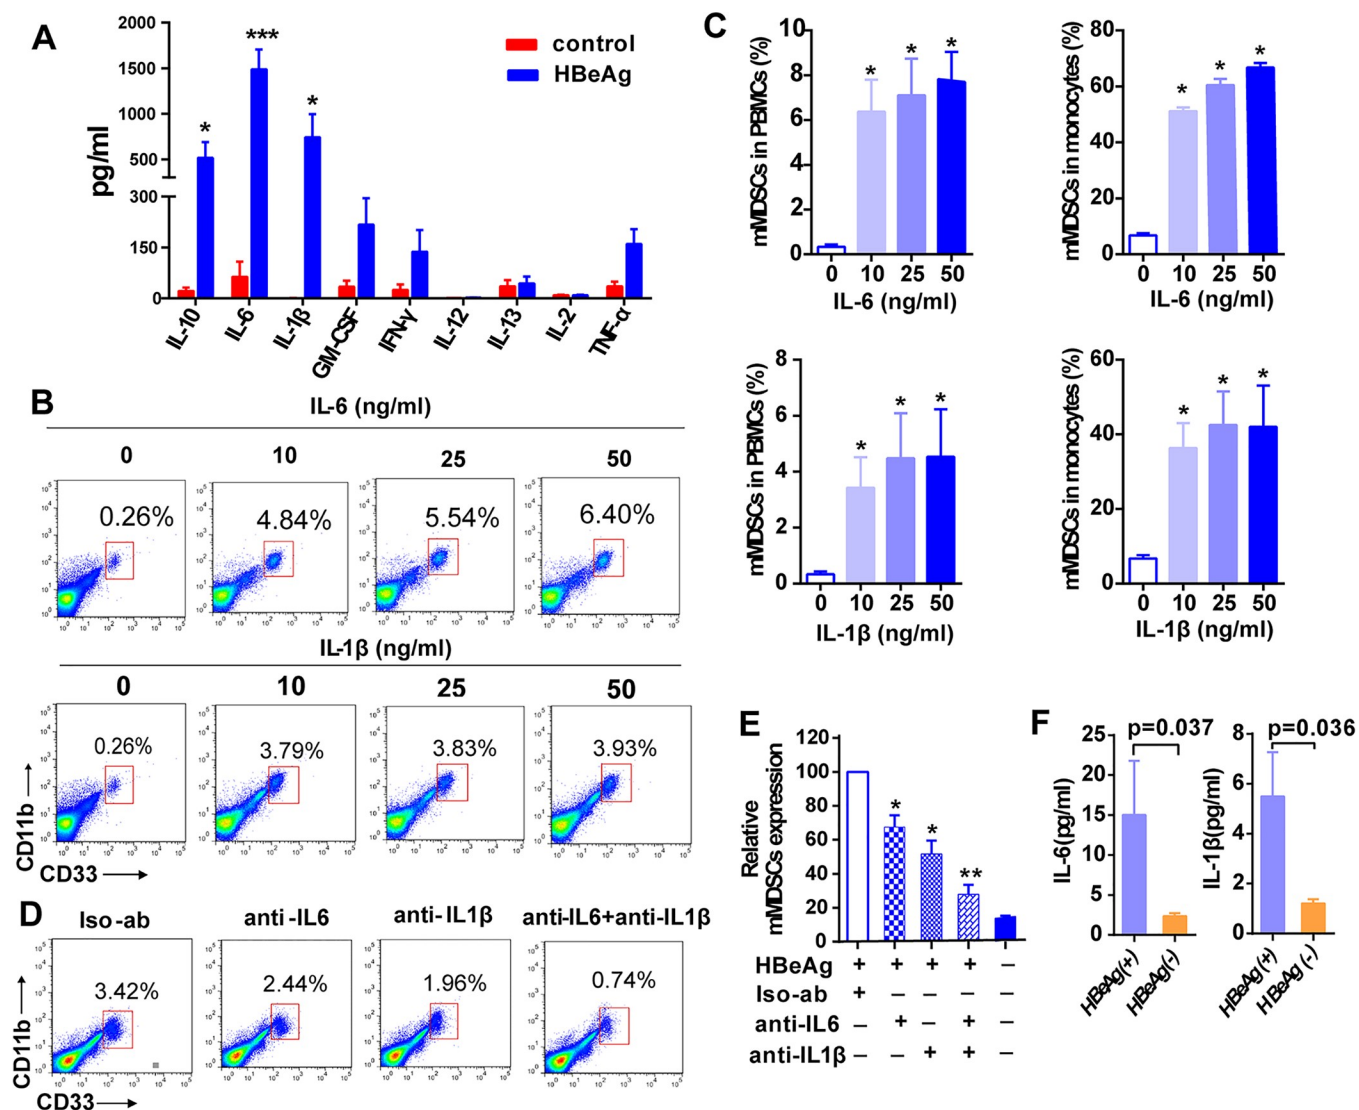 A
2000
1500
1000
500
300
150
0
pg/ml
***
*
*
control
HBeAg
IL-10
IL-6
IL-1β
GM-CSF
IFN-γ
IL-12
IL-13
IL-2
TNF-α
B
IL-6 (ng/ml)
0
10
25
50
0.26%
4.84%
5.54%
6.40%
IL-1β (ng/ml)
0
10
25
50
0.26%
3.79%
3.83%
3.93%
CD11b
CD33
C
mMDSCs in PBMCs (%)
10
8
6
4
2
0
* * *
0 10 25 50
IL-6 (ng/ml)
mMDSCs in monocytes (%)
80
60
40
20
0
* * *
0 10 25 50
IL-6 (ng/ml)
mMDSCs in PBMCs (%)
8
6
4
2
0
* * *
0 10 25 50
IL-1β (ng/ml)
mMDSCs in monocytes (%)
60
40
20
0
* * *
0 10 25 50
IL-1β (ng/ml)
D
Iso-ab
anti-IL6
anti-IL1β
anti-IL6+anti-IL1β
3.42%
2.44%
1.96%
0.74%
CD11b
CD33
E
Relative
mMDSCs expression
120
100
80
60
40
20
0
* * **
HBeAg + + + + –
Iso-ab + – – – –
anti-IL6 – + – + –
anti-IL1β – – + + –
F
p=0.037
IL-6(pg/ml)
25
20
15
10
5
0
HBeAg(+)
HBeAg(-)
p=0.036
IL-1β(pg/ml)
8
6
4
2
0
HBeAg(+)
HBeAg(-)